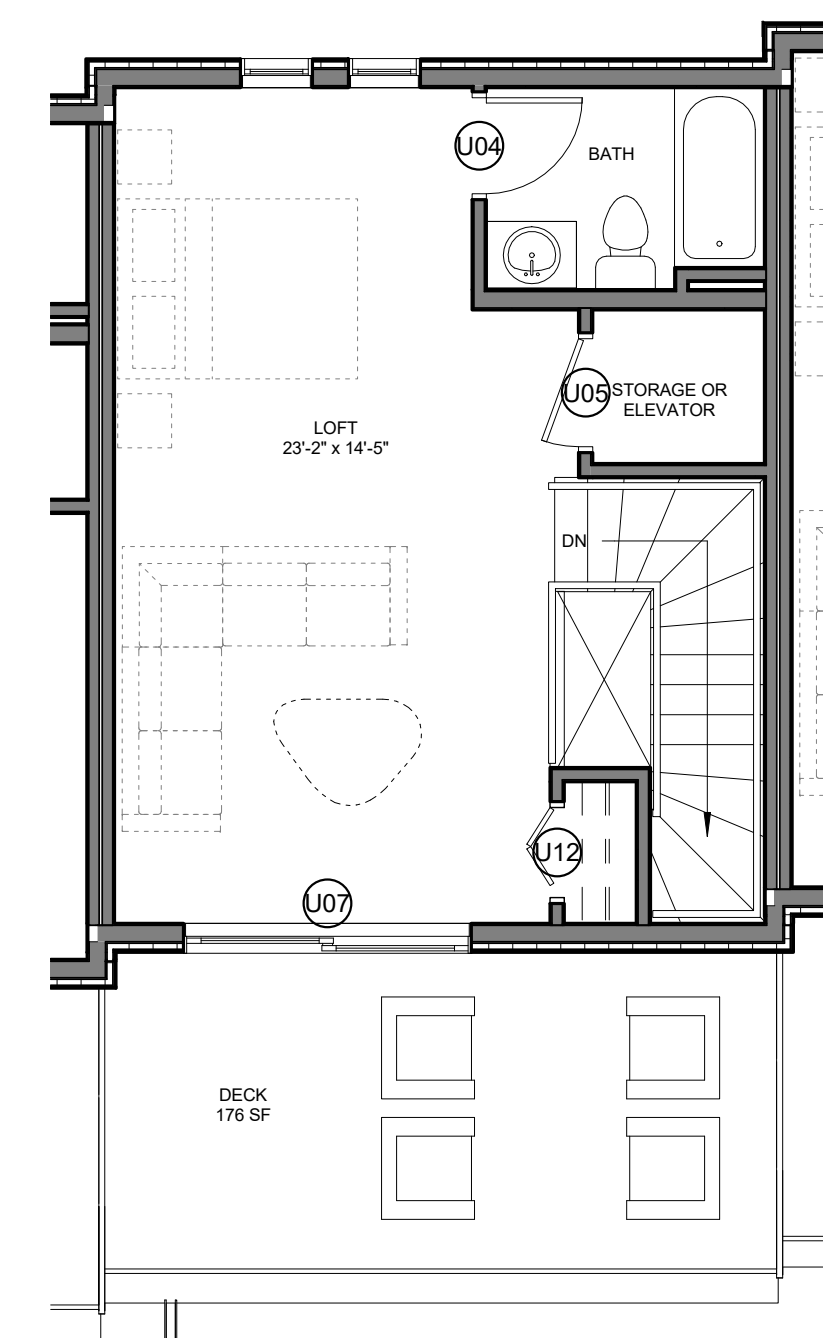 U04
BATH
U05
STORAGE OR
ELEVATOR
LOFT
23'-2" x 14'-5"
DN
U12
U07
DECK
176 SF